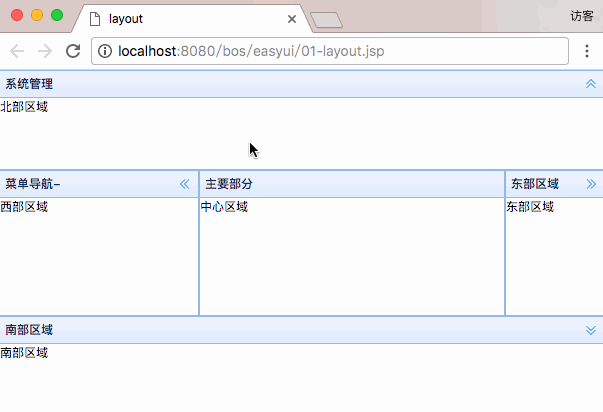 layout
访客
localhost:8080/bos/easyui/01-layout.jsp
系统管理
北部区域
菜单导航–
主要部分
东部区域
西部区域
中心区域
东部区域
南部区域
南部区域